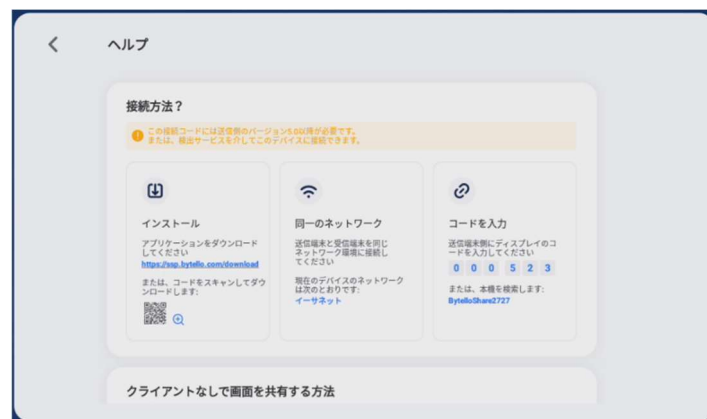 ヘルプ
接続方法？
この接続コードには送信側のバージョン5.0以降が必要です。
または、検出サービスを介してこのデバイスに接続できます。
インストール
アプリケーションをダウンロード
してください
https://ssp.bytello.com/download
または、コードをスキャンしてダウ
ンロードします:
同一のネットワーク
送信端末と受信端末を同じ
ネットワーク環境に接続し
てください
現在のデバイスのネットワーク
は次のとおりです:
イーサネット
コードを入力
送信端末側にディスプレイのコ
ードを入力してください
0 0 0 5 2 3
または、本機を検索します:
BytelloShare2727
クライアントなしで画面を共有する方法